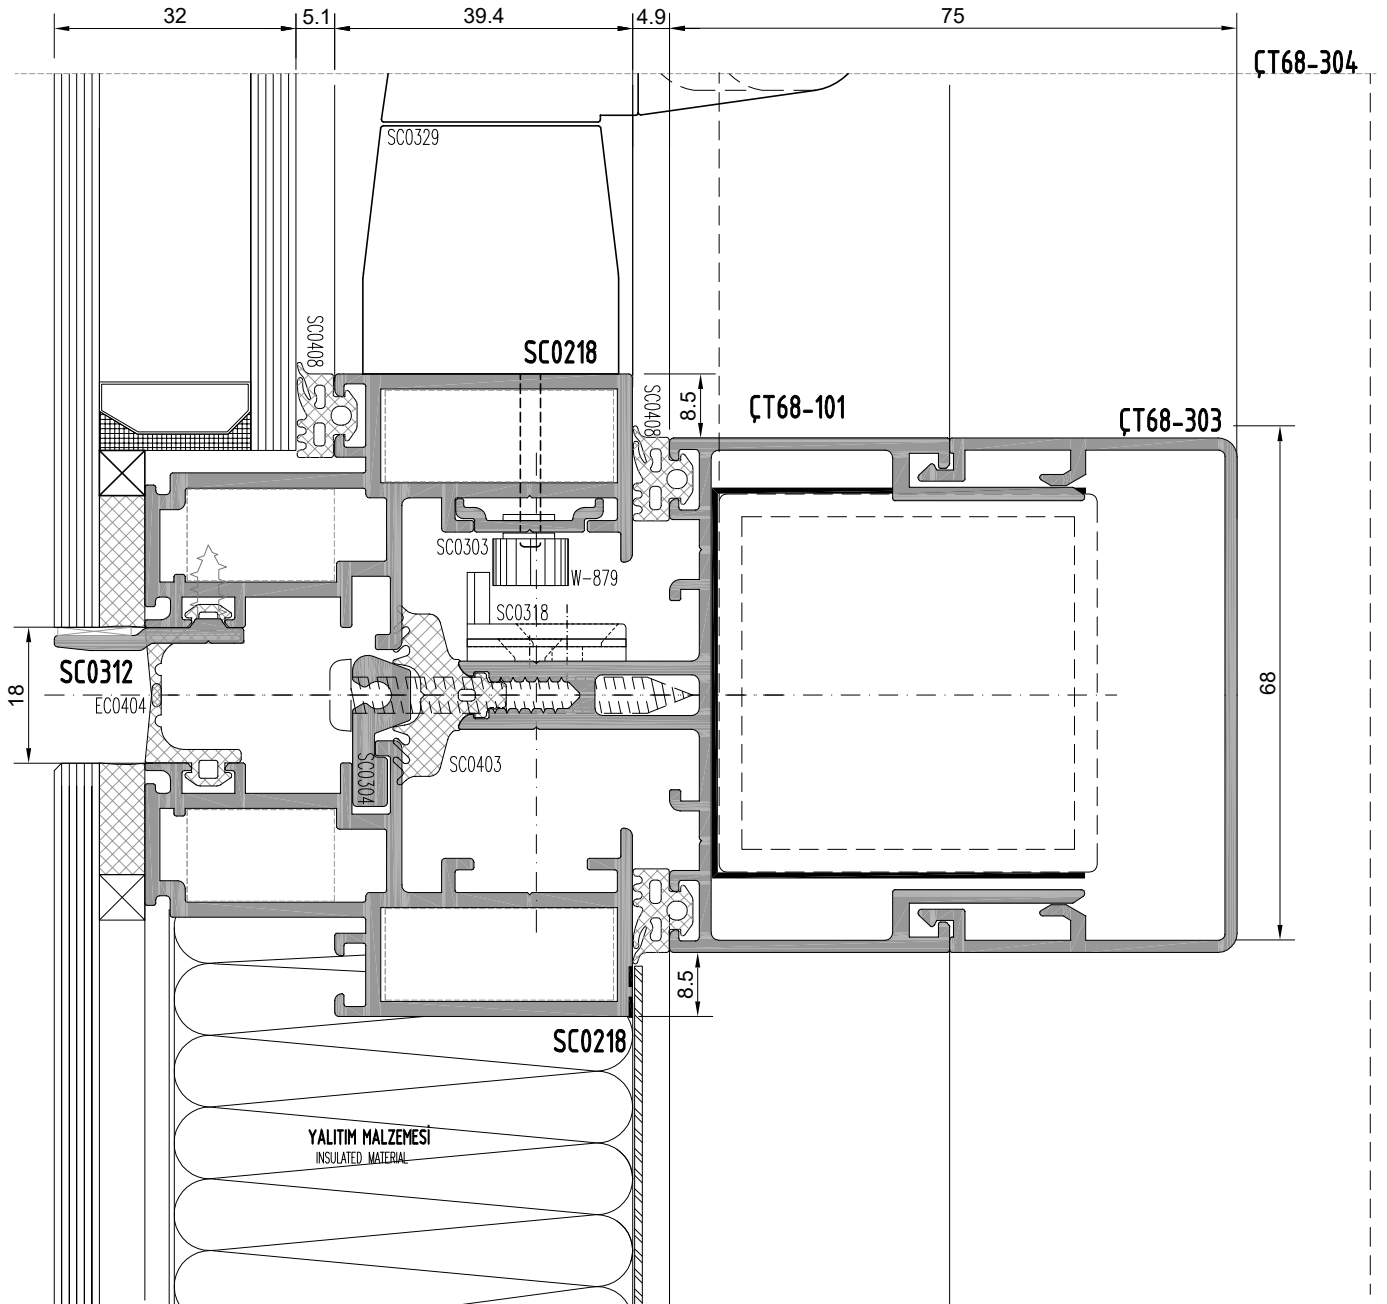 32 5.1 39.4 4.9 75
ÇT68-304
SC0329
SC0408
SC0218
SC0408
8.5
ÇT68-101
ÇT68-303
SC0303
W-879
SC0318
SC0312
18
EC0404
68
SC0304
SC0403
8.5
SC0218
YALITIM MALZEMESİ
INSULATED MATERIAL